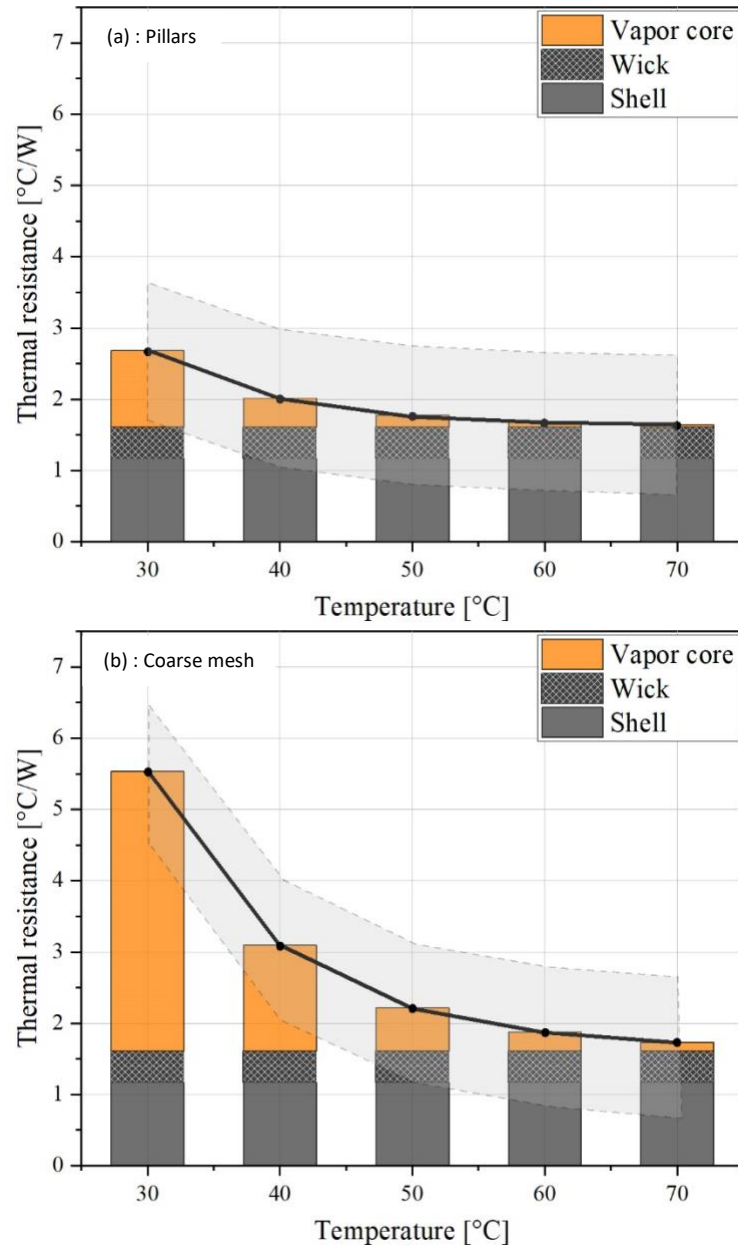 (a) : Pillars
Vapor core
Wick
Shell
Thermal resistance [°C/W]
7
6
5
4
3
2
1
0
30 40 50 60 70
Temperature [°C]
(b) : Coarse mesh
Vapor core
Wick
Shell
Thermal resistance [°C/W]
7
6
5
4
3
2
1
0
30 40 50 60 70
Temperature [°C]